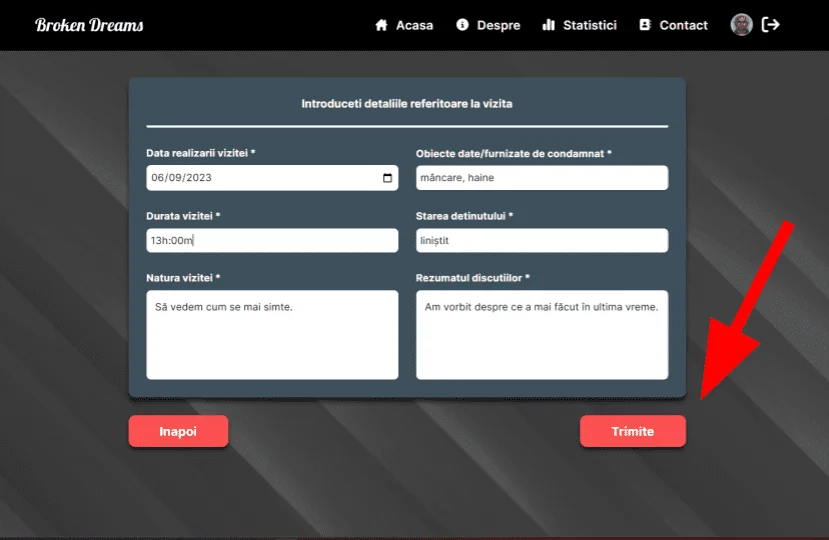 Broken Dreams
Acasa
Despre
Statistici
Contact
Introduceti detaliile referitoare la vizita
Data realizarii vizitei *
Obiecte date/furnizate de condamnat *
06/09/2023
mâncare, haine
Durata vizitei *
Starea detinutului *
13h:00m
liniștit
Natura vizitei *
Rezumatul discutiilor *
Să vedem cum se mai simte.
Am vorbit despre ce a mai făcut în ultima vreme.
Inapoi
Trimite